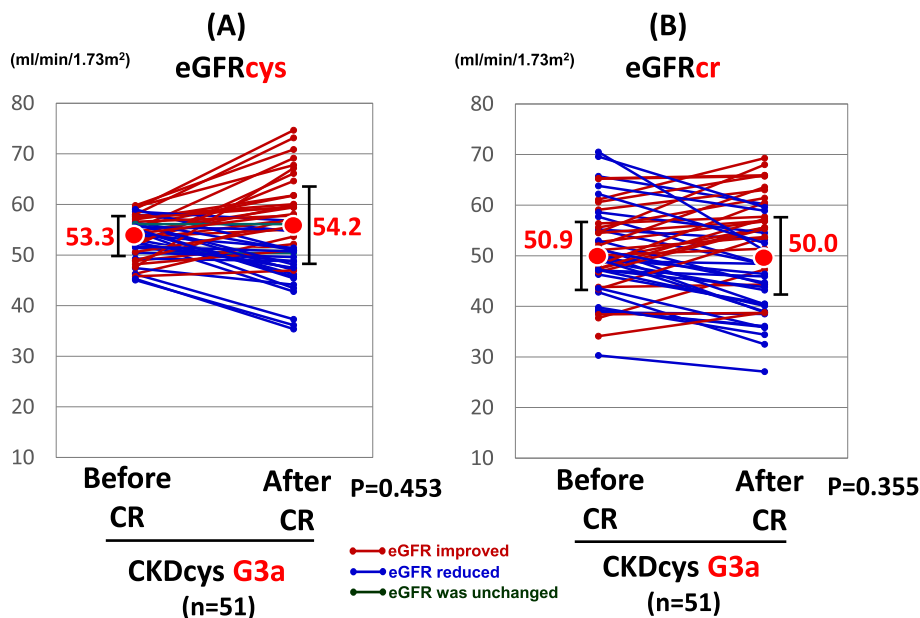 (A)
(ml/min/1.73m²)
eGFRcys
80
70
60
50
40
30
20
10
53.3
54.2
Before
CR
After
CR
P=0.453
CKDcys G3a
(n=51)
(B)
(ml/min/1.73m²)
eGFRcr
80
70
60
50
40
30
20
10
50.9
50.0
Before
CR
After
CR
P=0.355
CKDcys G3a
(n=51)
eGFR improved
eGFR reduced
eGFR was unchanged